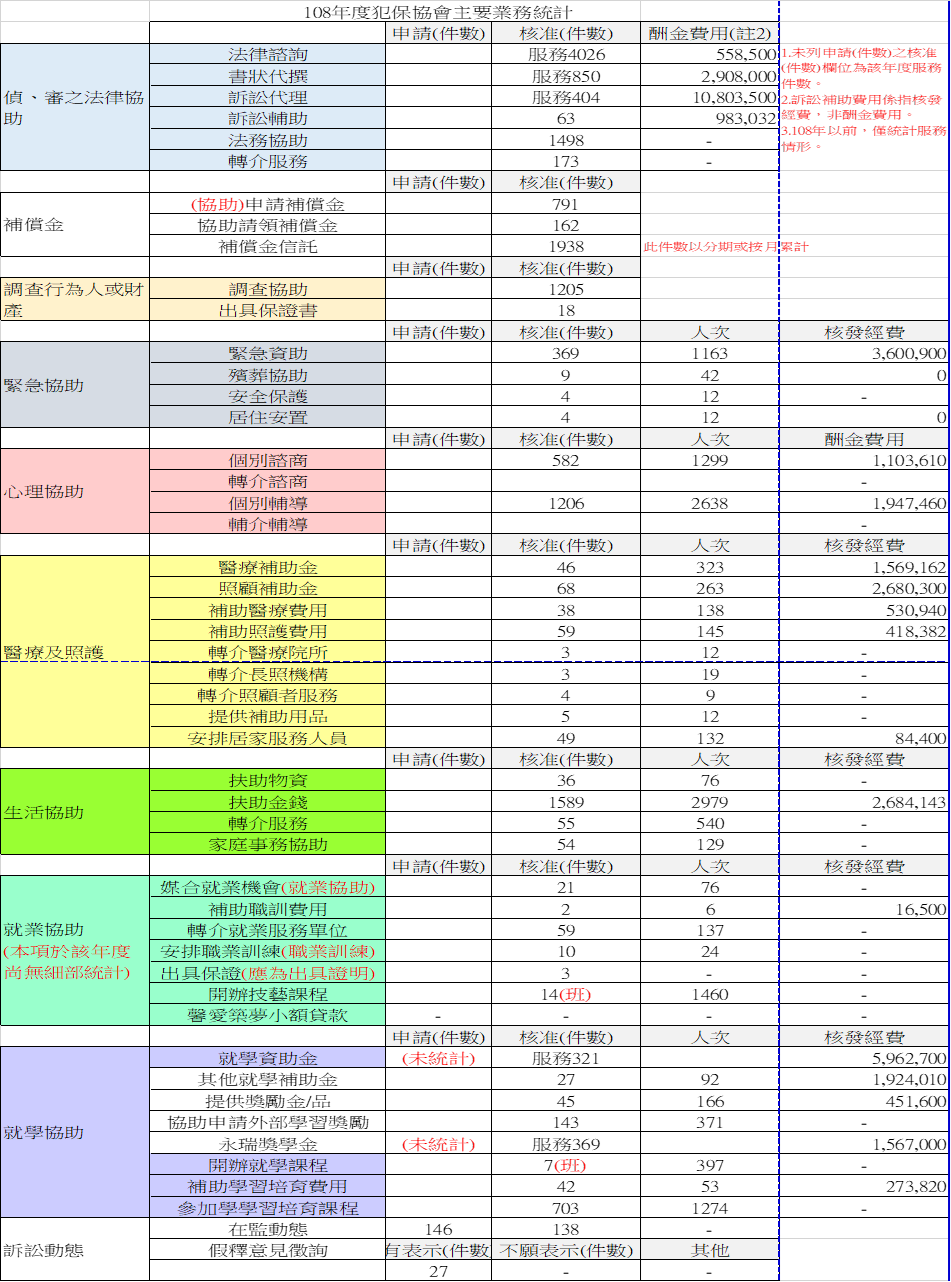 108年度犯保協會主要業務統計
申請(件數) 核准(件數) 酬金費用(註2)
偵、審之法律協助
法律諮詢 服務4026 558,500
書狀代撰 服務850 2,908,000
訴訟代理 服務404 10,803,500
訴訟輔助 63 983,032
法務協助 1498 -
轉介服務 173 -
1.未列申請(件數)之核准
(件數)欄位為該年度服務
件數。
2.訴訟補助費用係指核發
經費，非酬金費用。
3.108年以前，僅統計服務
情形。
申請(件數) 核准(件數)
補償金
(協助)申請補償金 791
協助請領補償金 162
補償金信託 1938 此件數以分期或按月累計
申請(件數) 核准(件數)
調查行為人或財產
調查協助 1205
出具保證書 18
申請(件數) 核准(件數) 人次 核發經費
緊急協助
緊急資助 369 1163 3,600,900
殯葬協助 9 42 0
安全保護 4 12 -
居住安置 4 12 0
申請(件數) 核准(件數) 人次 酬金費用
心理協助
個別諮商 582 1299 1,103,610
轉介諮商 -
個別輔導 1206 2638 1,947,460
輔介輔導 -
申請(件數) 核准(件數) 人次 核發經費
醫療及照護
醫療補助金 46 323 1,569,162
照顧補助金 68 263 2,680,300
補助醫療費用 38 138 530,940
補助照護費用 59 145 418,382
轉介醫療院所 3 12 -
轉介長照機構 3 19 -
轉介照顧者服務 4 9 -
提供補助用品 5 12 -
安排居家服務人員 49 132 84,400
申請(件數) 核准(件數) 人次 核發經費
生活協助
扶助物資 36 76 -
扶助金錢 1589 2979 2,684,143
轉介服務 55 540 -
家庭事務協助 54 129 -
申請(件數) 核准(件數) 人次 核發經費
就業協助
(本項於該年度
尚無細部統計)
媒合就業機會(就業協助) 21 76 -
補助職訓費用 2 6 16,500
轉介就業服務單位 59 137 -
安排職業訓練(職業訓練) 10 24 -
出具保證(應為出具證明) 3 - -
開辦技藝課程 14(班) 1460 -
馨愛築夢小額貸款 - - - -
申請(件數) 核准(件數) 人次 核發經費
就學協助
就學資助金 (未統計) 服務321 5,962,700
其他就學補助金 27 92 1,924,010
提供獎勵金/品 45 166 451,600
協助申請外部學習獎勵 143 371 -
永瑞獎學金 (未統計) 服務369 1,567,000
開辦就學課程 7(班) 397 -
補助學習培育費用 42 53 273,820
參加學學習培育課程 703 1274 -
訴訟動態
在監動態 146 138 -
假釋意見徵詢 有表示(件數 不願表示(件數) 其他
27 - -